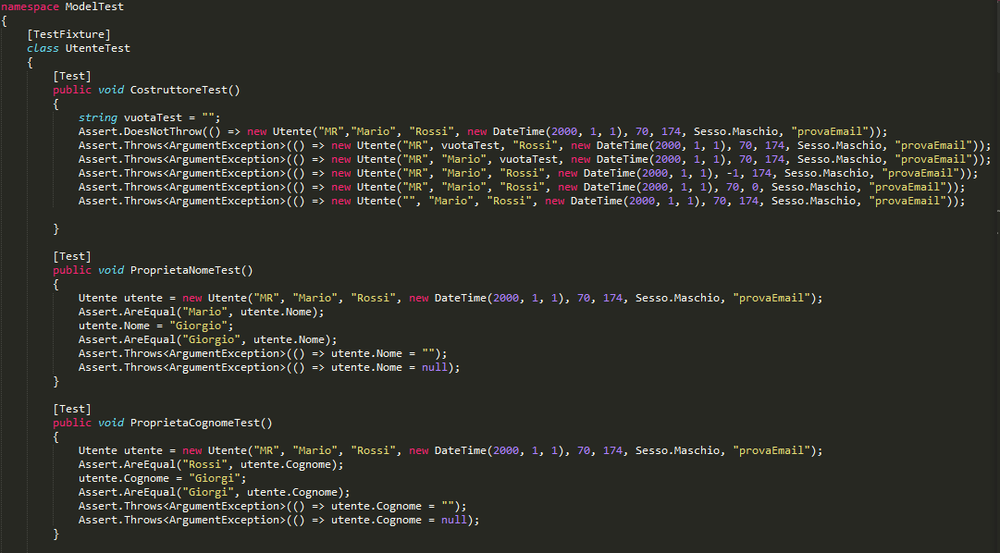 namespace ModelTest
{
[TestFixture]
class UtenteTest
{
[Test]
public void CostruttoreTest()
{
string vuotaTest = "";
Assert.DoesNotThrow(() => new Utente("MR","Mario", "Rossi", new DateTime(2000, 1, 1), 70, 174, Sesso.Maschio, "provaEmail"));
Assert.Throws<ArgumentException>(() => new Utente("MR", vuotaTest, "Rossi", new DateTime(2000, 1, 1), 70, 174, Sesso.Maschio, "provaEmail"));
Assert.Throws<ArgumentException>(() => new Utente("MR", "Mario", vuotaTest, new DateTime(2000, 1, 1), 70, 174, Sesso.Maschio, "provaEmail"));
Assert.Throws<ArgumentException>(() => new Utente("MR", "Mario", "Rossi", new DateTime(2000, 1, 1), -1, 174, Sesso.Maschio, "provaEmail"));
Assert.Throws<ArgumentException>(() => new Utente("MR", "Mario", "Rossi", new DateTime(2000, 1, 1), 70, 0, Sesso.Maschio, "provaEmail"));
Assert.Throws<ArgumentException>(() => new Utente("", "Mario", "Rossi", new DateTime(2000, 1, 1), 70, 174, Sesso.Maschio, "provaEmail"));
}
[Test]
public void ProprietaNomeTest()
{
Utente utente = new Utente("MR", "Mario", "Rossi", new DateTime(2000, 1, 1), 70, 174, Sesso.Maschio, "provaEmail");
Assert.AreEqual("Mario", utente.Nome);
utente.Nome = "Giorgio";
Assert.AreEqual("Giorgio", utente.Nome);
Assert.Throws<ArgumentException>(() => utente.Nome = "");
Assert.Throws<ArgumentException>(() => utente.Nome = null);
}
[Test]
public void ProprietaCognomeTest()
{
Utente utente = new Utente("MR", "Mario", "Rossi", new DateTime(2000, 1, 1), 70, 174, Sesso.Maschio, "provaEmail");
Assert.AreEqual("Rossi", utente.Cognome);
utente.Cognome = "Giorgi";
Assert.AreEqual("Giorgi", utente.Cognome);
Assert.Throws<ArgumentException>(() => utente.Cognome = "");
Assert.Throws<ArgumentException>(() => utente.Cognome = null);
}